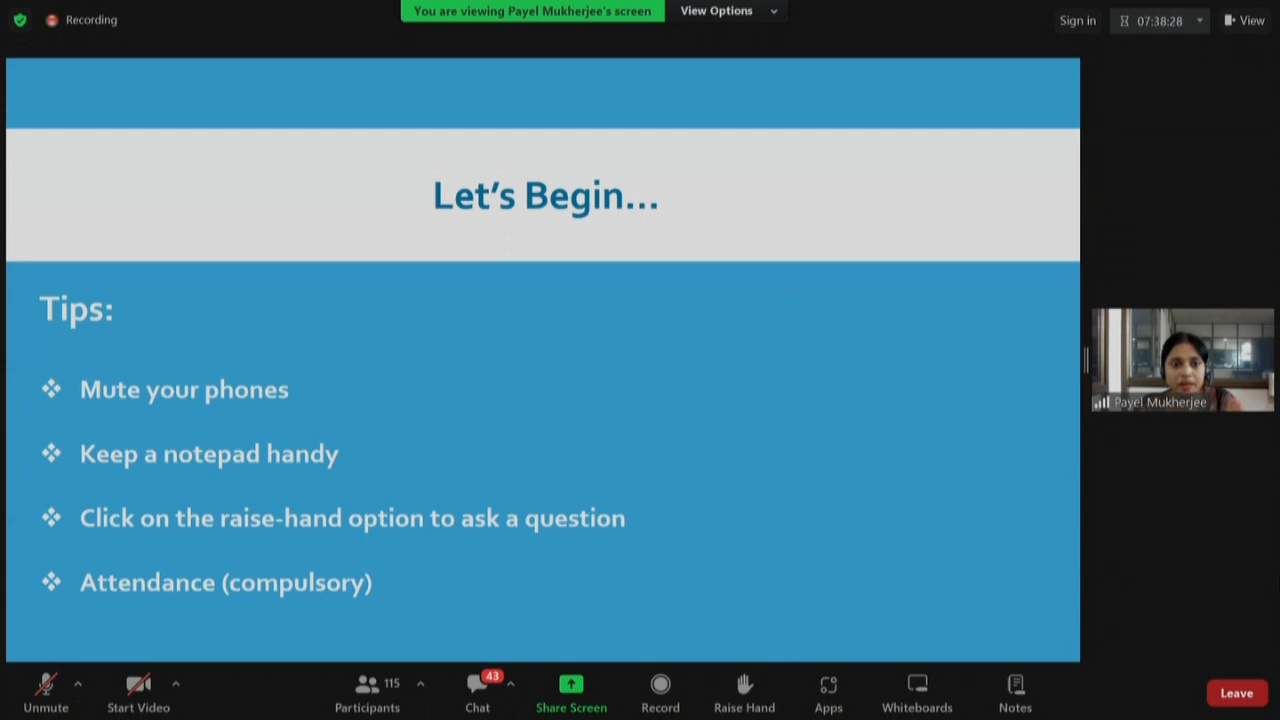 You are viewing Payel Mukherjee's screen
View Options
Recording
Sign in
07:38:28
View
Let's Begin...
Tips:
❖ Mute your phones
❖ Keep a notepad handy
❖ Click on the raise-hand option to ask a question
❖ Attendance (compulsory)
Payel Mukherjee
Unmute
Start Video
115
Participants
43
Chat
Share Screen
Record
Raise Hand
Apps
Whiteboards
Notes
Leave